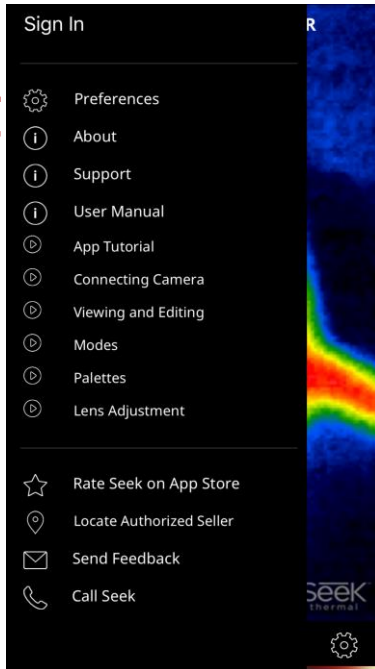 Sign In
R
Preferences
About
Support
User Manual
App Tutorial
Connecting Camera
Viewing and Editing
Modes
Palettes
Lens Adjustment
Rate Seek on App Store
Locate Authorized Seller
Send Feedback
Call Seek
Seek
thermal